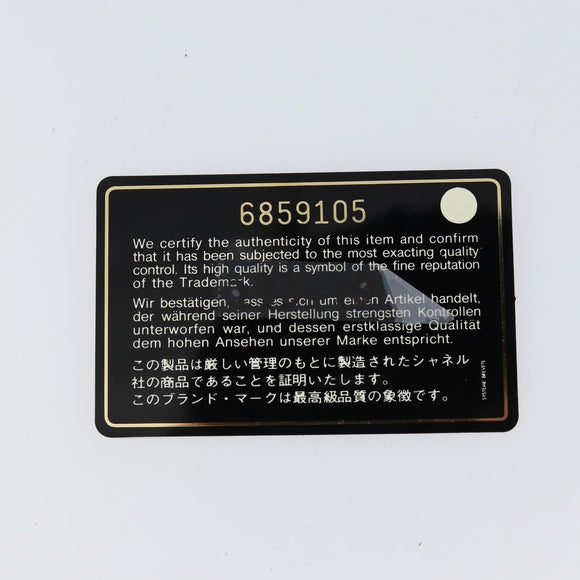 6859105
We certify the authenticity of this item and confirm
that it has been subjected to the most exacting quality
control. Its high quality is a symbol of the fine reputation
of the Trademark.
Wir bestätigen, dass es sich um einen Artikel handelt,
der während seiner Herstellung strengsten Kontrollen
unterworfen war, und dessen erstklassige Qualität
dem hohen Ansehen unserer Marke entspricht.
この製品は厳しい管理のもとに製造されたシャネル
社の商品であることを証明いたします。
このブランド・マークは最高級品質の象徴です。
SYSTEME BREVETE